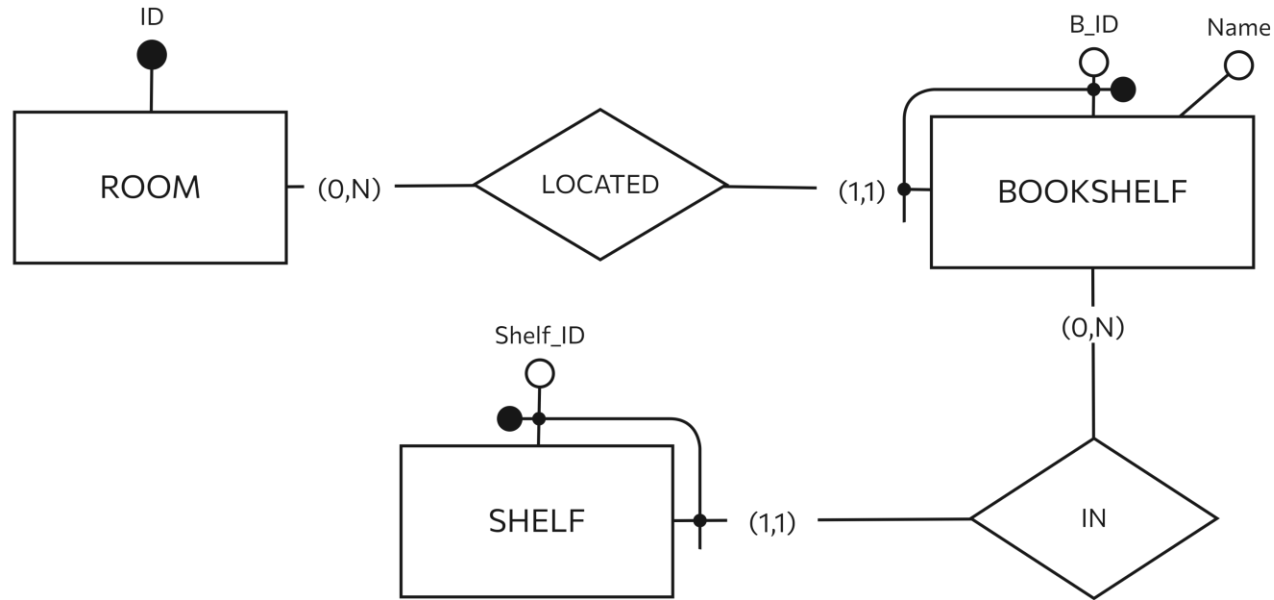 ID
B_ID
Name
ROOM
(0,N)
LOCATED
(1,1)
BOOKSHELF
(0,N)
Shelf_ID
SHELF
(1,1)
IN